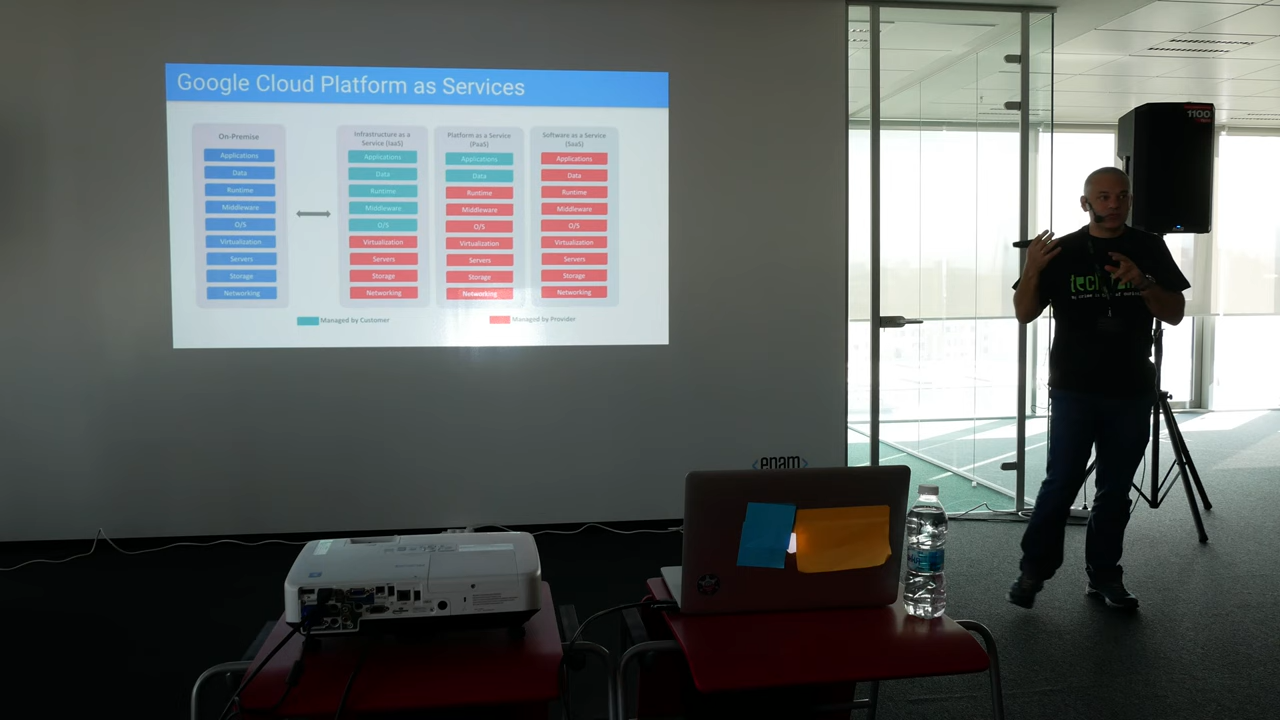 Google Cloud Platform as Services
On-Premise
Applications
Data
Runtime
Middleware
O/S
Virtualization
Servers
Storage
Networking
Infrastructure as a
Service (IaaS)
Applications
Data
Runtime
Middleware
O/S
Virtualization
Servers
Storage
Networking
Platform as a Service
(PaaS)
Applications
Data
Runtime
Middleware
O/S
Virtualization
Servers
Storage
Networking
Software as a Service
(SaaS)
Applications
Data
Runtime
Middleware
O/S
Virtualization
Servers
Storage
Networking
Managed by Customer
Managed by Provider
1100
<epam>